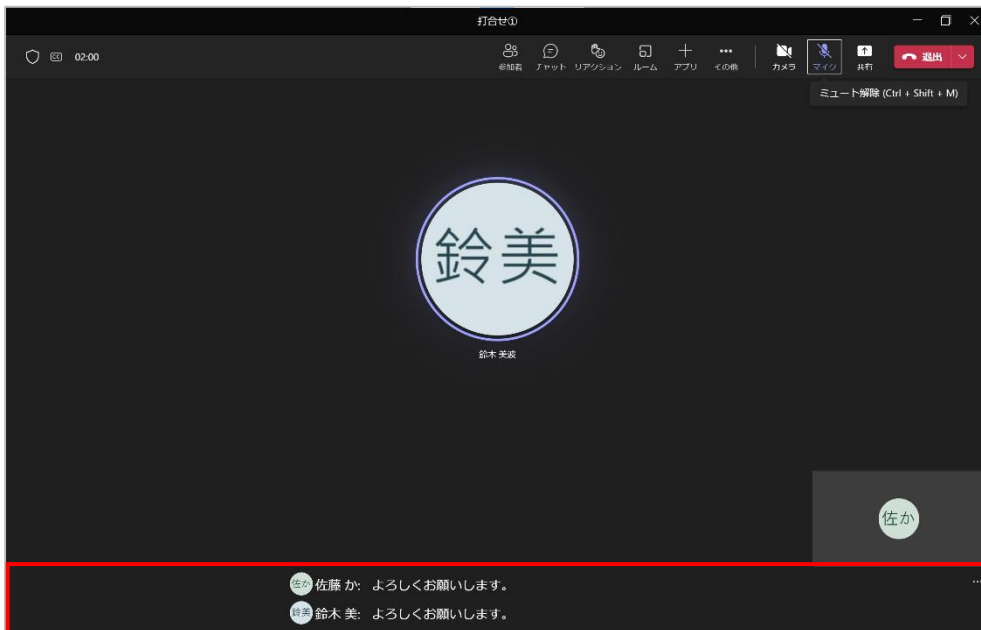 打合せ①
CC 02:00
参加者 チャット リアクション ルーム アプリ その他 カメラ マイク 共有 退出
ミュート解除 (Ctrl + Shift + M)
鈴美
鈴木 美波
佐か
佐か 佐藤 か: よろしくお願いします。
鈴美 鈴木 美: よろしくお願いします。